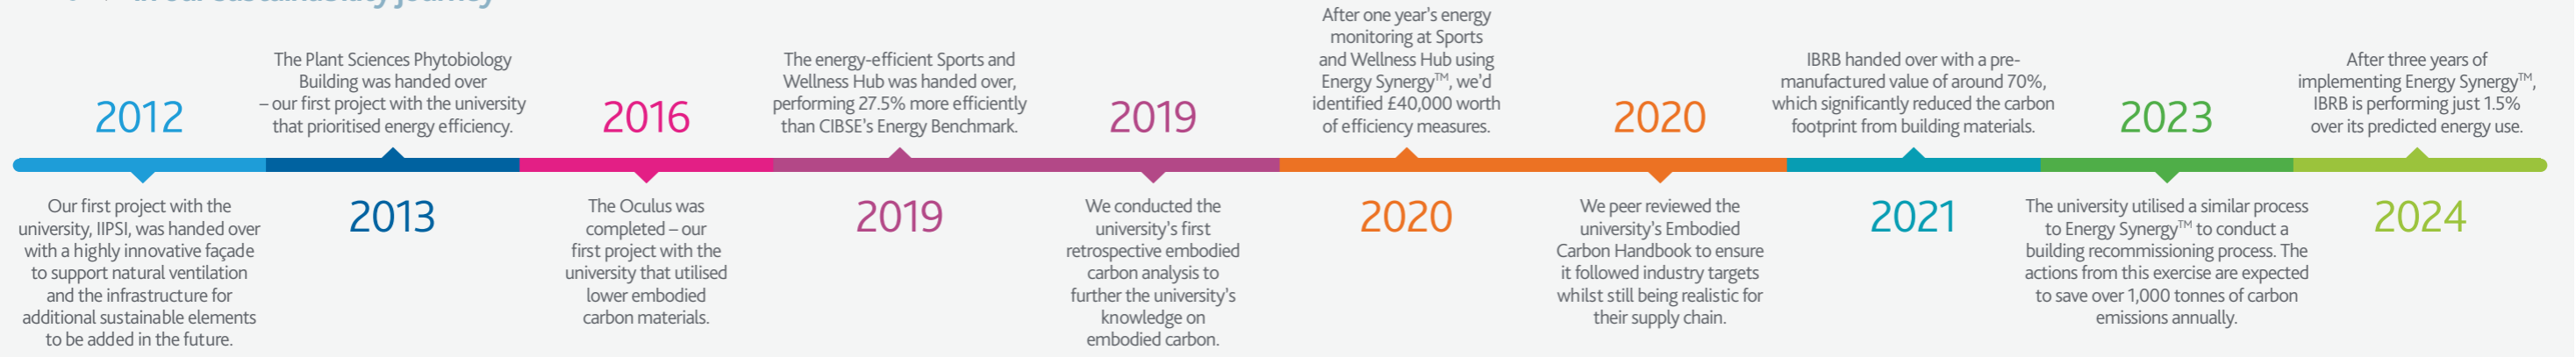 in our sustainability journey
2012
Our first project with the
university, IIPSI, was handed over
with a highly innovative façade
to support natural ventilation
and the infrastructure for
additional sustainable elements
to be added in the future.
The Plant Sciences Phytobiology
Building was handed over
– our first project with the university
that prioritised energy efficiency.
2013
2016
The Oculus was
completed – our
first project with the
university that utilised
lower embodied
carbon materials.
The energy-efficient Sports and
Wellness Hub was handed over,
performing 27.5% more efficiently
than CIBSE's Energy Benchmark.
2019
2019
We conducted the
university's first
retrospective embodied
carbon analysis to
further the university's
knowledge on
embodied carbon.
After one year's energy
monitoring at Sports
and Wellness Hub using
Energy Synergy™, we'd
identified £40,000 worth
of efficiency measures.
2020
2020
We peer reviewed the
university's Embodied
Carbon Handbook to ensure
it followed industry targets
whilst still being realistic for
their supply chain.
IBRB handed over with a pre-
manufactured value of around 70%,
which significantly reduced the carbon
footprint from building materials.
2021
2023
The university utilised a similar process
to Energy Synergy™ to conduct a
building recommissioning process. The
actions from this exercise are expected
to save over 1,000 tonnes of carbon
emissions annually.
After three years of
implementing Energy Synergy™,
IBRB is performing just 1.5%
over its predicted energy use.
2024